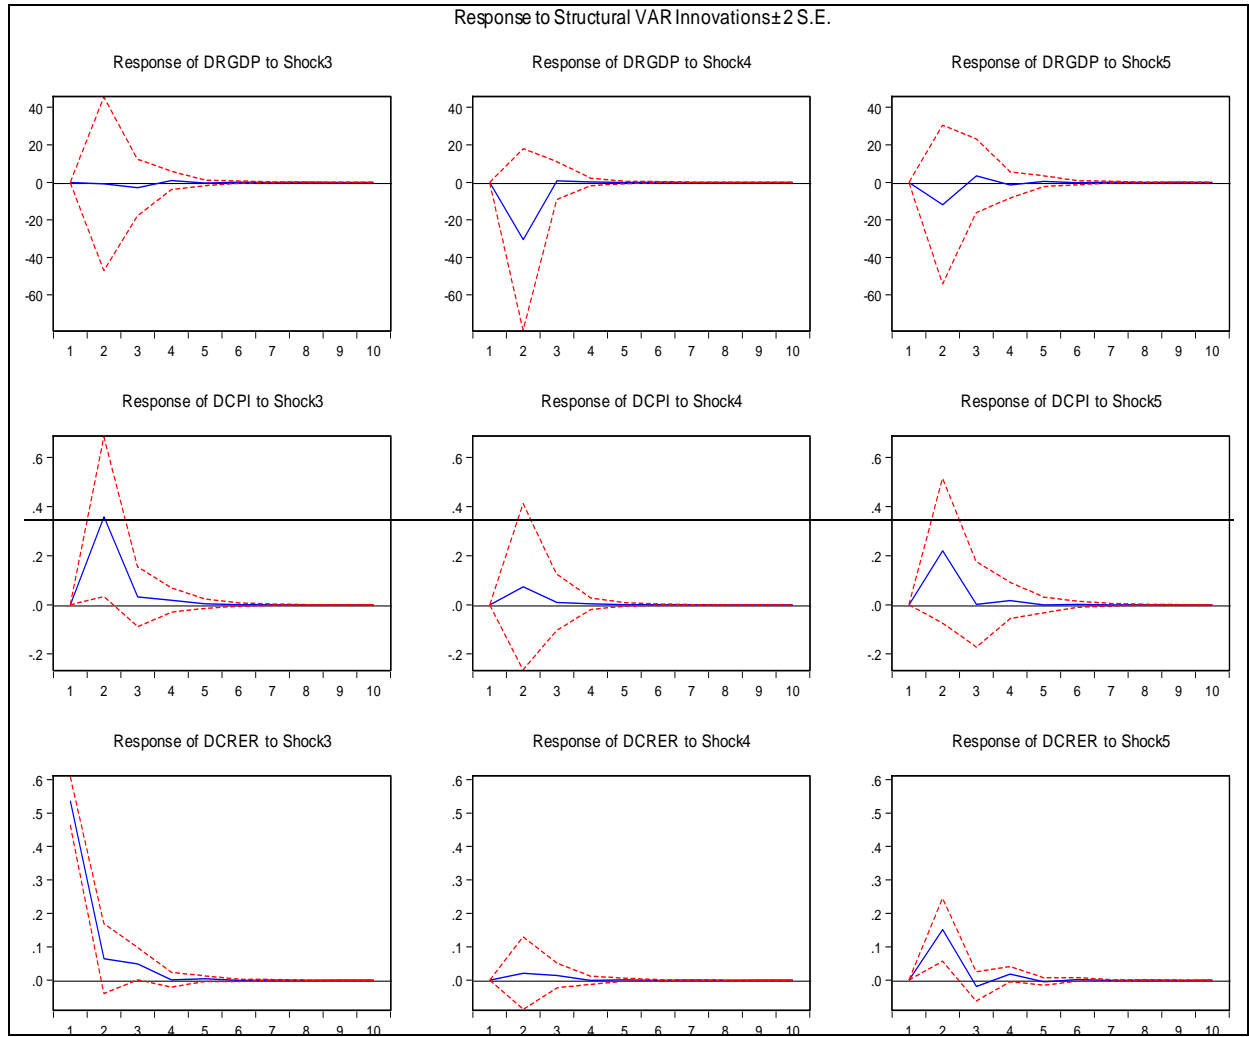 Response to Structural VAR Innovations ± 2 S.E.
Response of DRGDP to Shock3
40
20
0
-20
-40
-60
1 2 3 4 5 6 7 8 9 10
Response of DRGDP to Shock4
40
20
0
-20
-40
-60
1 2 3 4 5 6 7 8 9 10
Response of DRGDP to Shock5
40
20
0
-20
-40
-60
1 2 3 4 5 6 7 8 9 10
Response of DCPI to Shock3
.6
.4
.2
.0
-.2
1 2 3 4 5 6 7 8 9 10
Response of DCPI to Shock4
.6
.4
.2
.0
-.2
1 2 3 4 5 6 7 8 9 10
Response of DCPI to Shock5
.6
.4
.2
.0
-.2
1 2 3 4 5 6 7 8 9 10
Response of DCRER to Shock3
.6
.5
.4
.3
.2
.1
.0
1 2 3 4 5 6 7 8 9 10
Response of DCRER to Shock4
.6
.5
.4
.3
.2
.1
.0
1 2 3 4 5 6 7 8 9 10
Response of DCRER to Shock5
.6
.5
.4
.3
.2
.1
.0
1 2 3 4 5 6 7 8 9 10